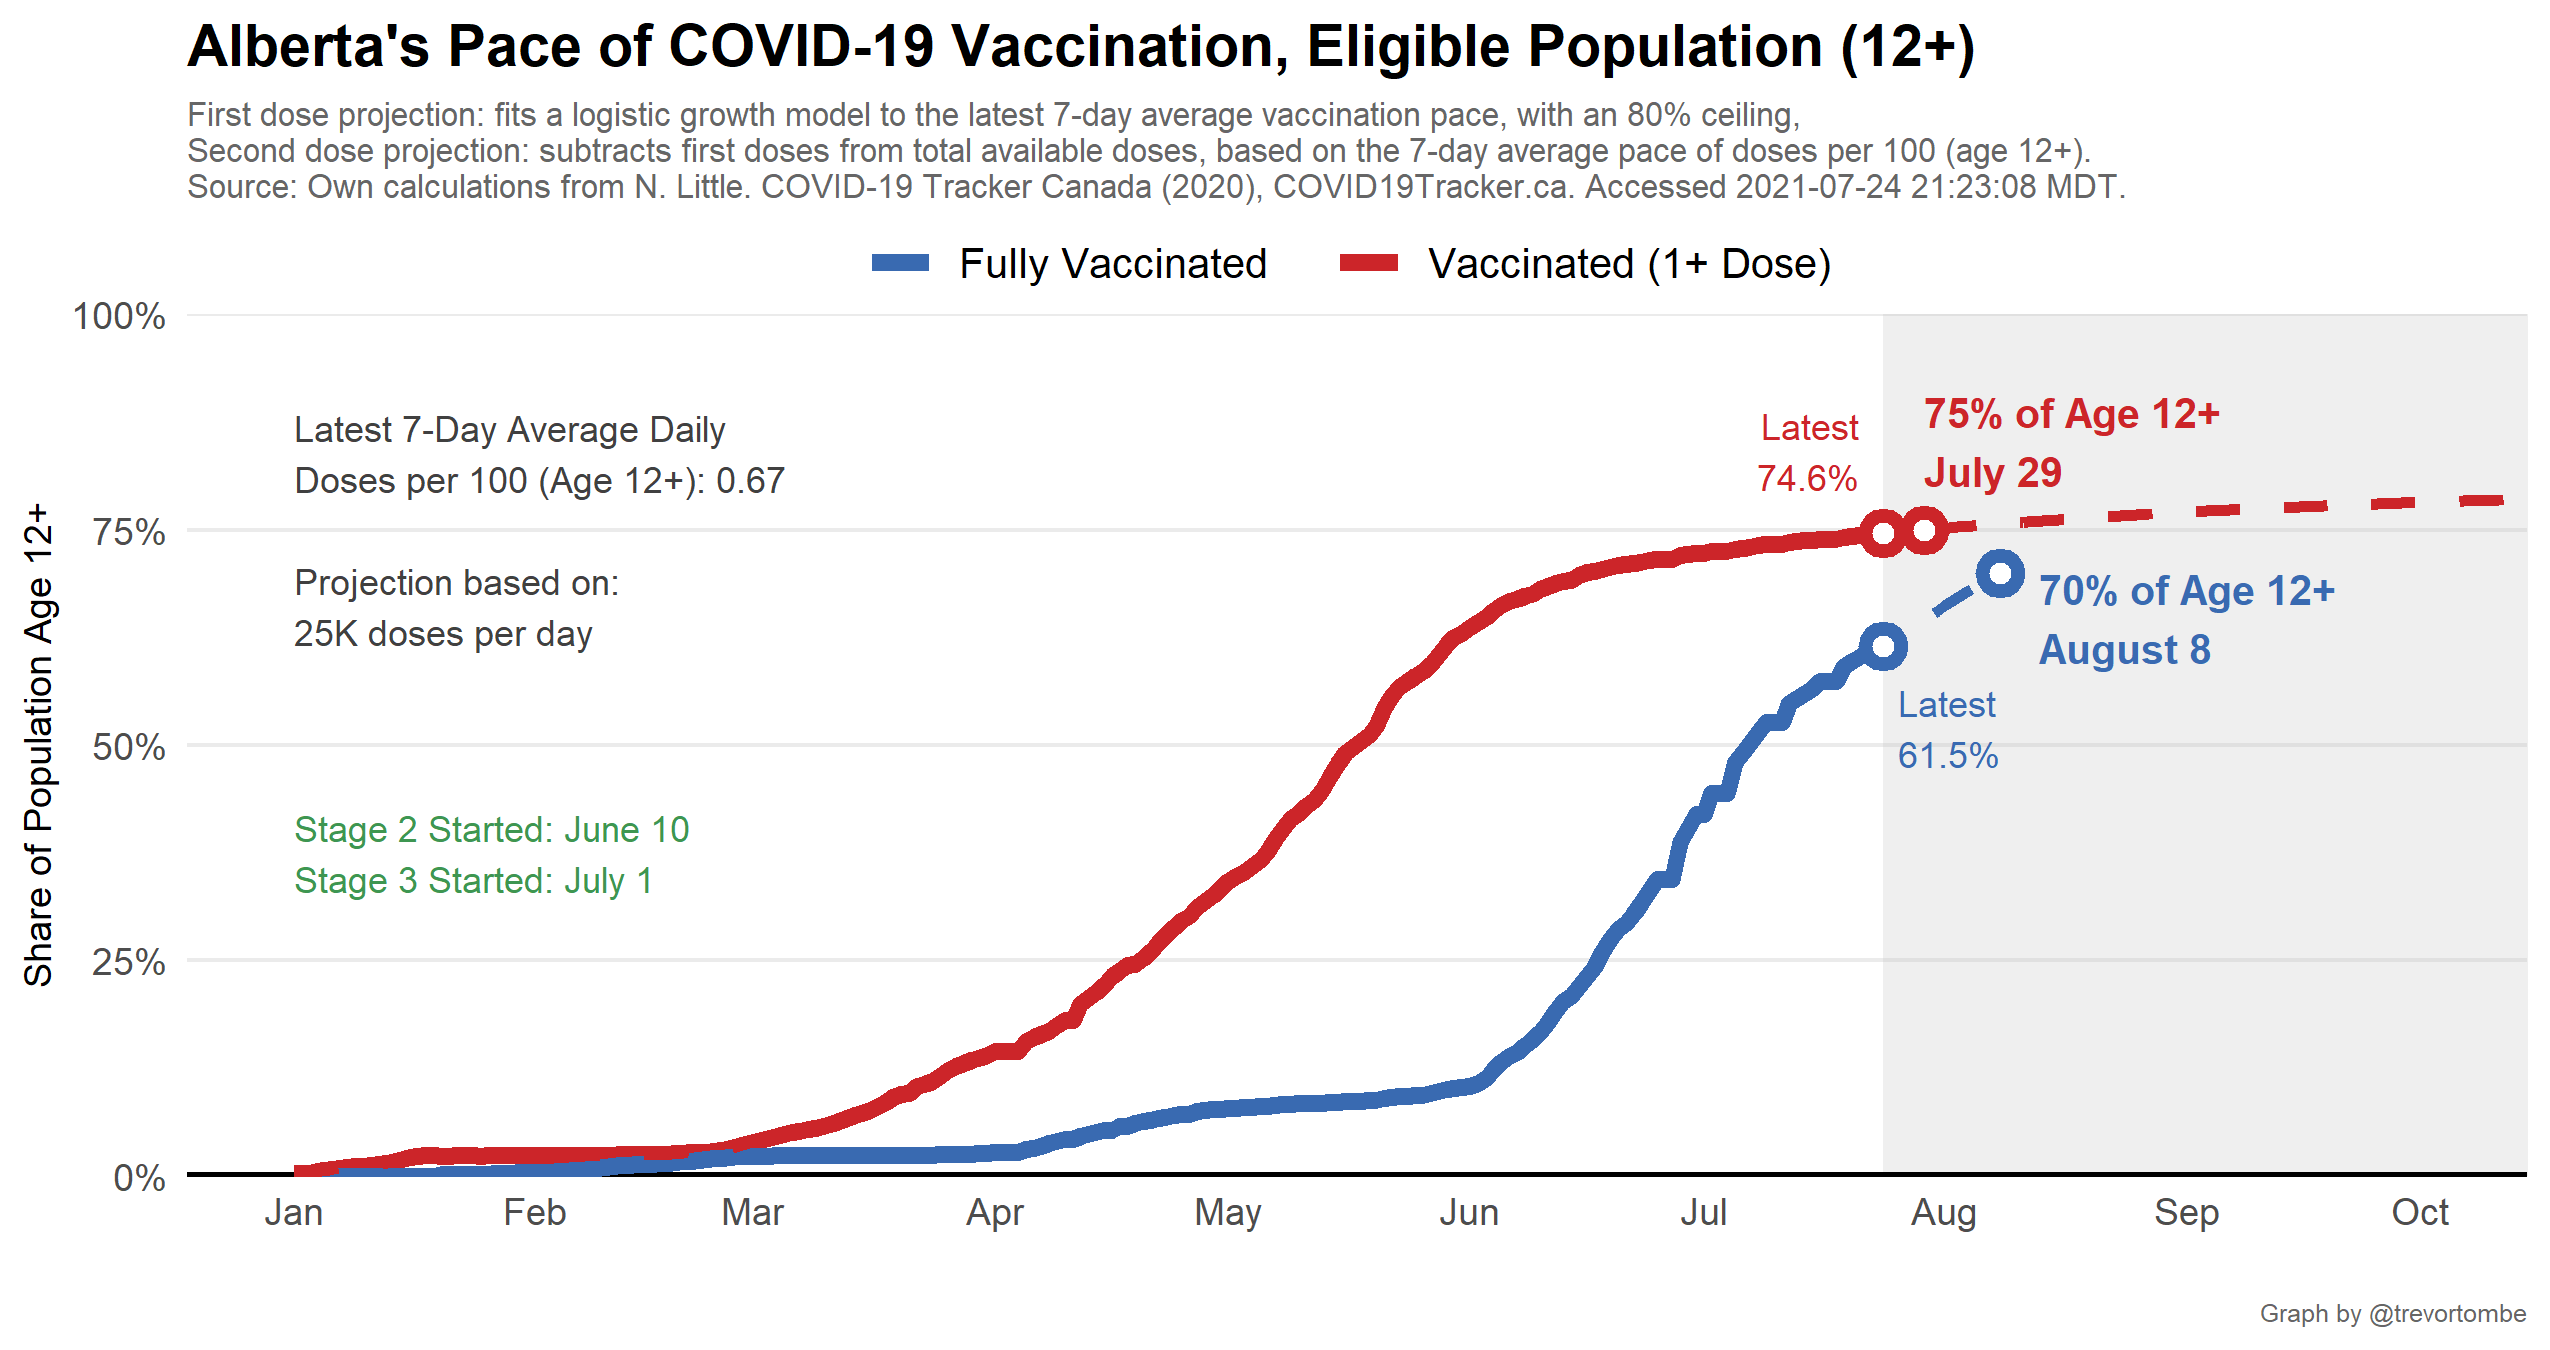 Alberta's Pace of COVID-19 Vaccination, Eligible Population (12+)
First dose projection: fits a logistic growth model to the latest 7-day average vaccination pace, with an 80% ceiling,
Second dose projection: subtracts first doses from total available doses, based on the 7-day average pace of doses per 100 (age 12+).
Source: Own calculations from N. Little. COVID-19 Tracker Canada (2020), COVID19Tracker.ca. Accessed 2021-07-24 21:23:08 MDT.
Fully Vaccinated
Vaccinated (1+ Dose)
Share of Population Age 12+
100%
75%
50%
25%
0%
Latest 7-Day Average Daily
Doses per 100 (Age 12+): 0.67
Projection based on:
25K doses per day
Stage 2 Started: June 10
Stage 3 Started: July 1
Latest
74.6%
75% of Age 12+
July 29
70% of Age 12+
August 8
Latest
61.5%
Jan
Feb
Mar
Apr
May
Jun
Jul
Aug
Sep
Oct
Graph by @trevortombe